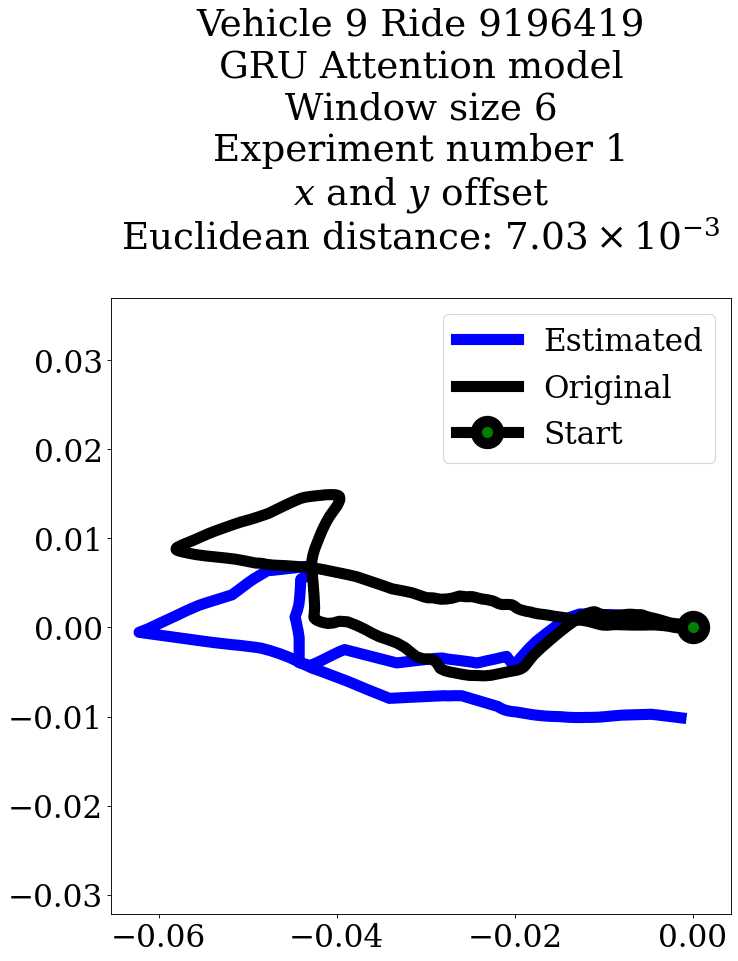 Vehicle 9 Ride 9196419
GRU Attention model
Window size 6
Experiment number 1
x and y offset
Euclidean distance: 7.03 × 10⁻³
Estimated
Original
Start
0.03
0.02
0.01
0.00
−0.01
−0.02
−0.03
−0.06
−0.04
−0.02
0.00